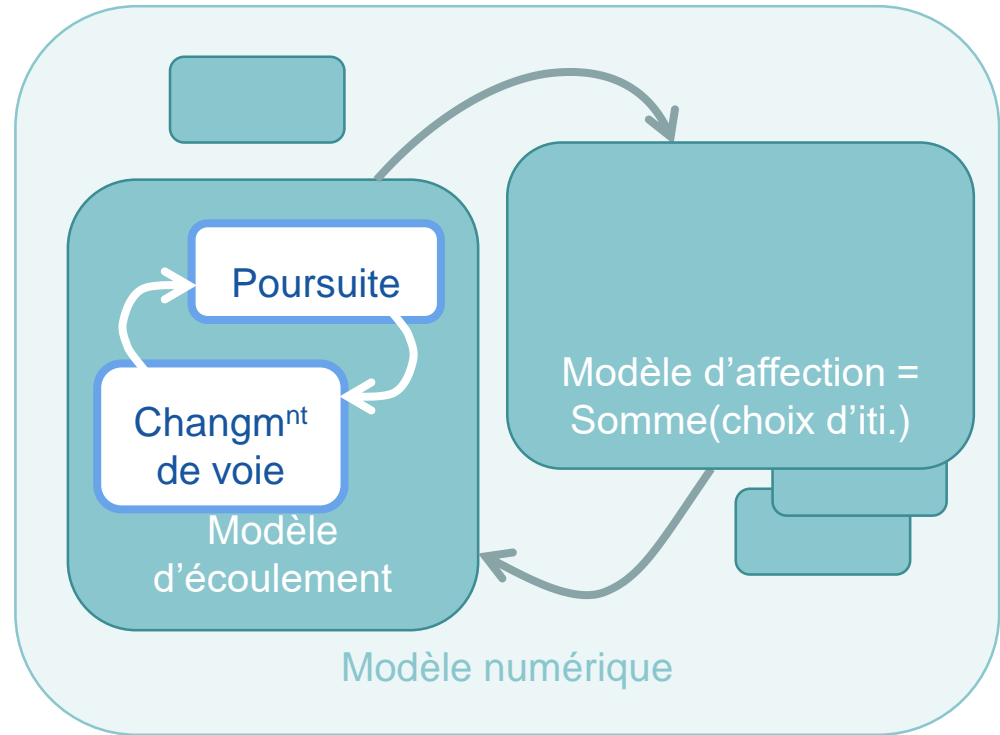 Poursuite
Changmnt
de voie
Modèle
d'écoulement
Modèle d'affection =
Somme(choix d'iti.)
Modèle numérique